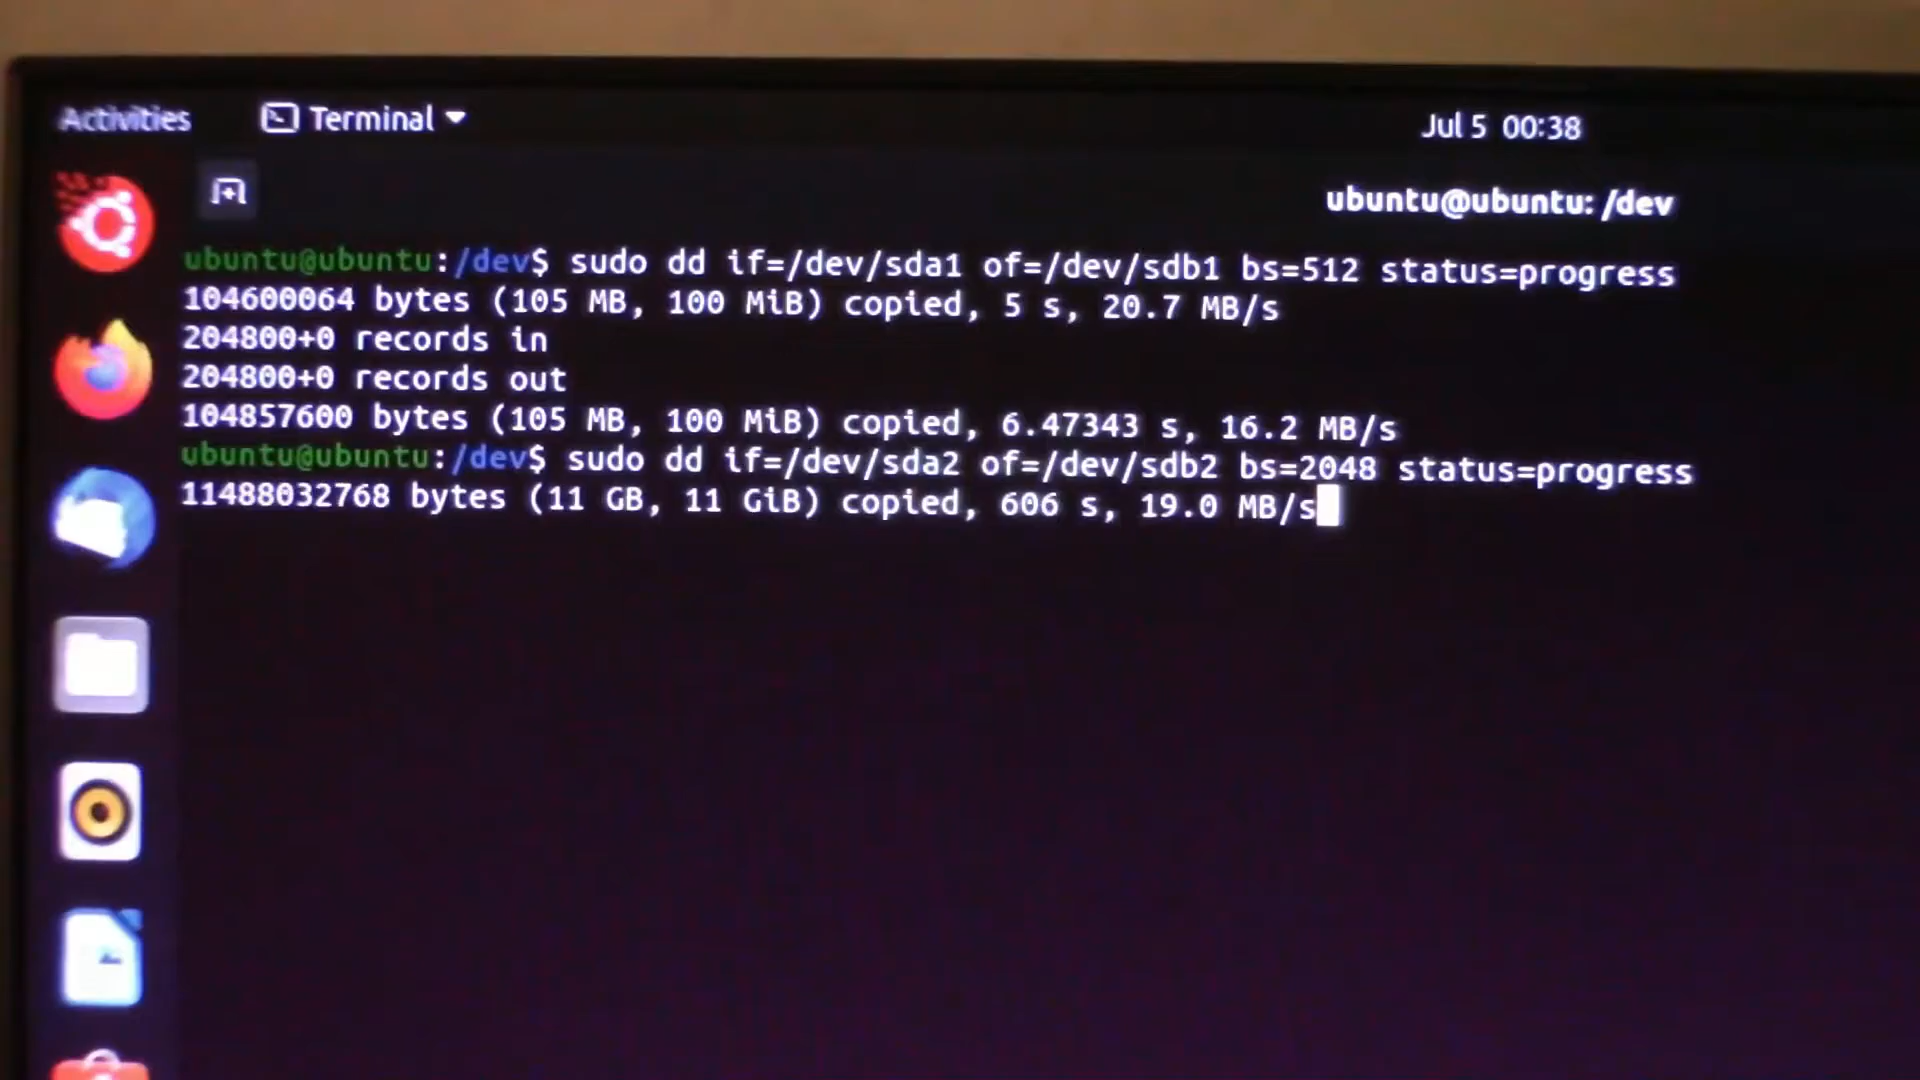 Activities Terminal Jul 5 00:38
ubuntu@ubuntu: /dev
ubuntu@ubuntu:/dev$ sudo dd if=/dev/sda1 of=/dev/sdb1 bs=512 status=progress
104600064 bytes (105 MB, 100 MiB) copied, 5 s, 20.7 MB/s
204800+0 records in
204800+0 records out
104857600 bytes (105 MB, 100 MiB) copied, 6.47343 s, 16.2 MB/s
ubuntu@ubuntu:/dev$ sudo dd if=/dev/sda2 of=/dev/sdb2 bs=2048 status=progress
11488032768 bytes (11 GB, 11 GiB) copied, 606 s, 19.0 MB/s